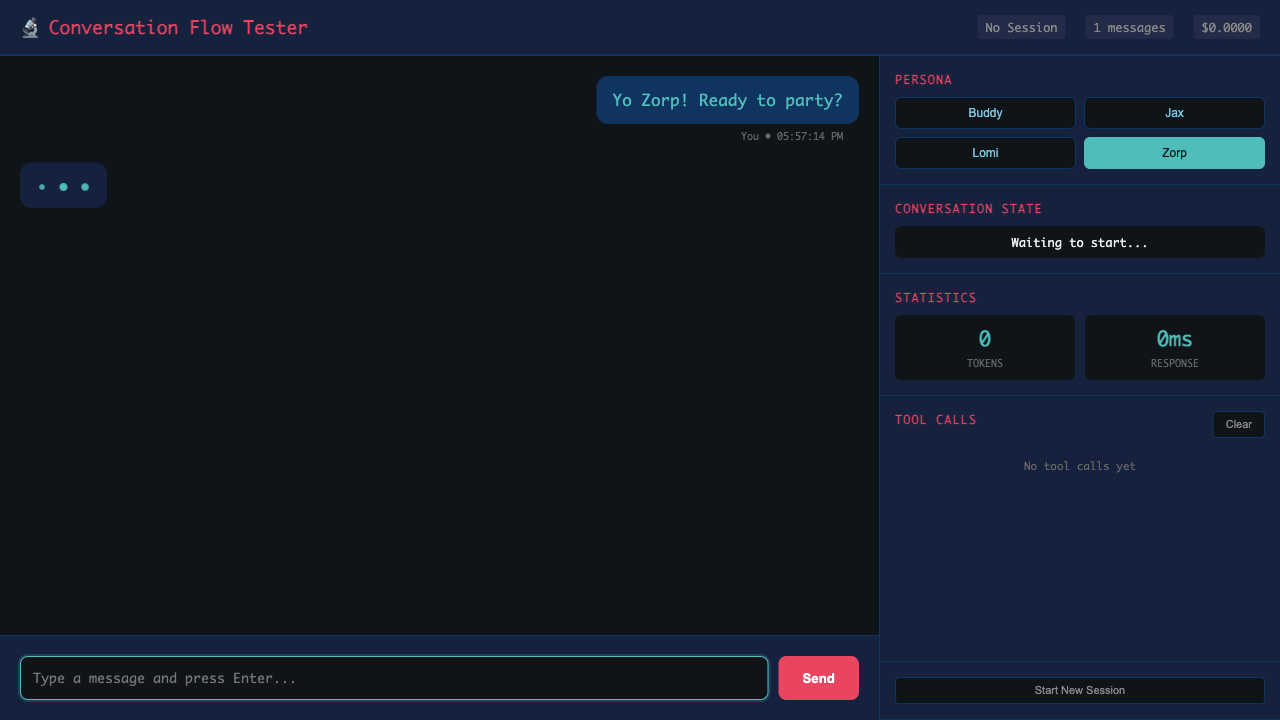 Conversation Flow Tester
No Session
1 messages
$0.0000
Yo Zorp! Ready to party?
You • 05:57:14 PM
Type a message and press Enter...
Send
PERSONA
Buddy
Jax
Lomi
Zorp
CONVERSATION STATE
Waiting to start...
STATISTICS
0
TOKENS
0ms
RESPONSE
TOOL CALLS
Clear
No tool calls yet
Start New Session